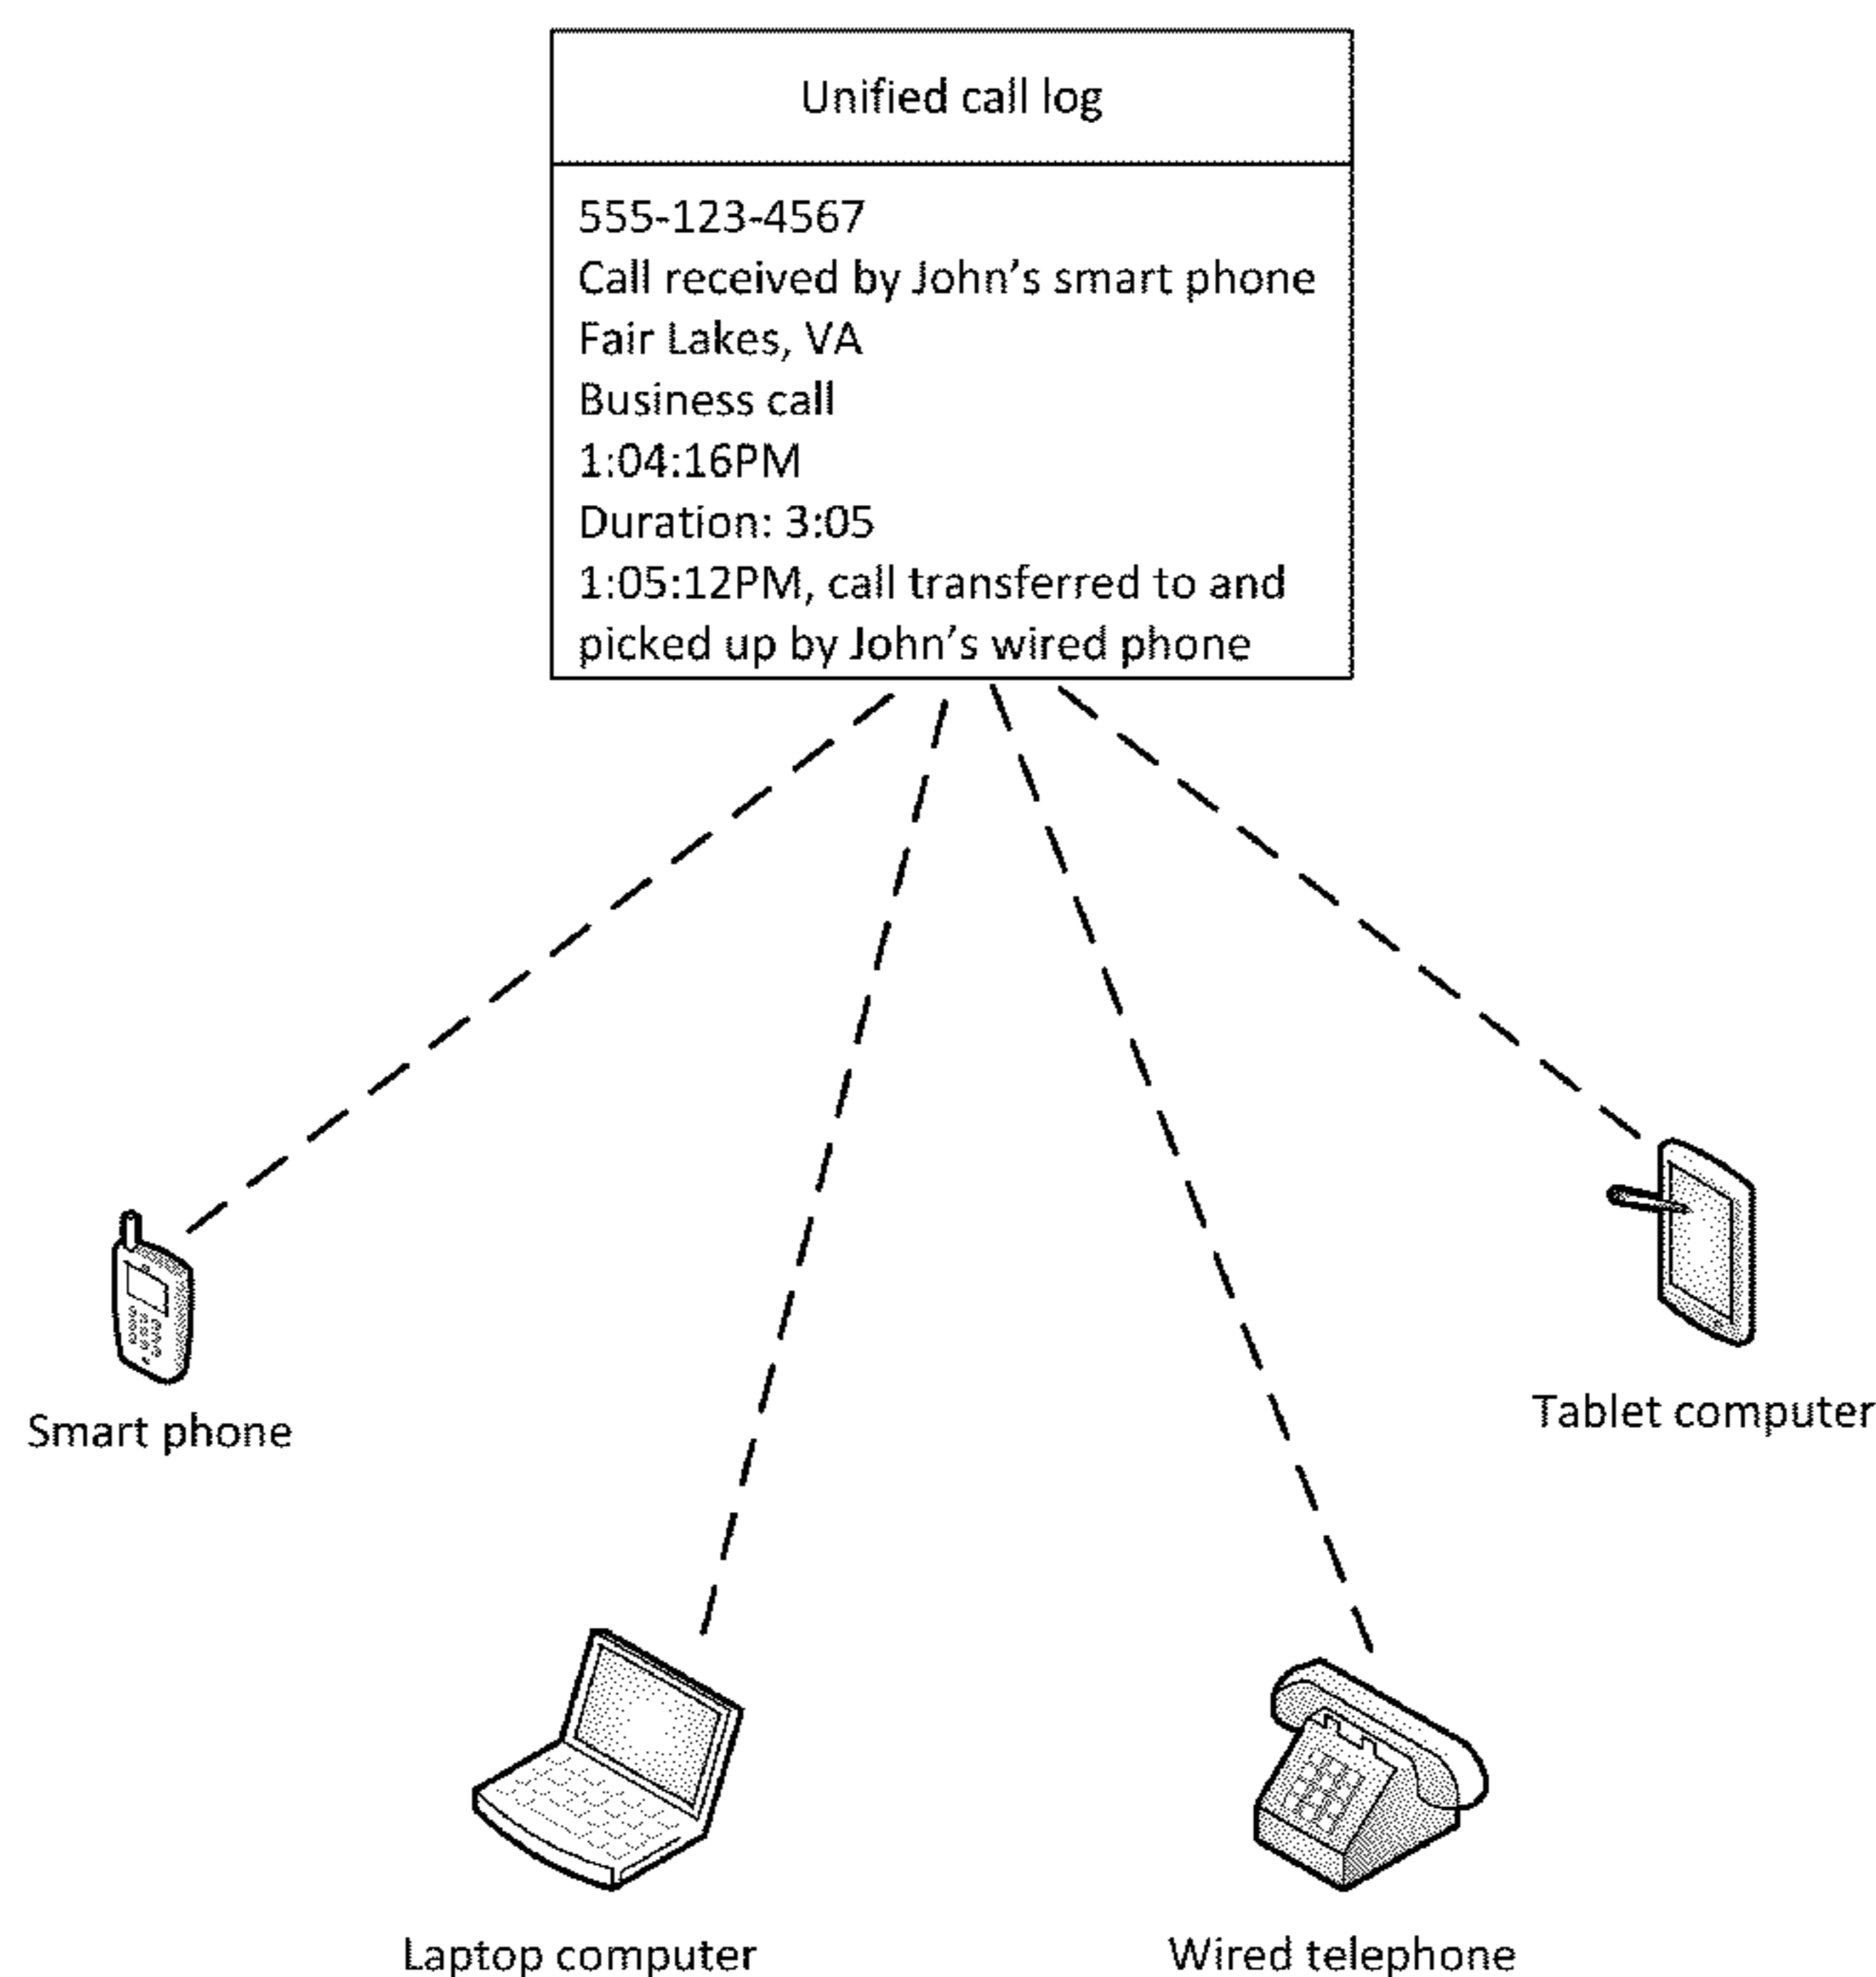 Unified call log
555-123-4567
Call received by John's smart phone
Fair Lakes, VA
Business call
1:04:16PM
Duration: 3:05
1:05:12PM, call transferred to and
picked up by John's wired phone
Smart phone
Tablet computer
Laptop computer
Wired telephone